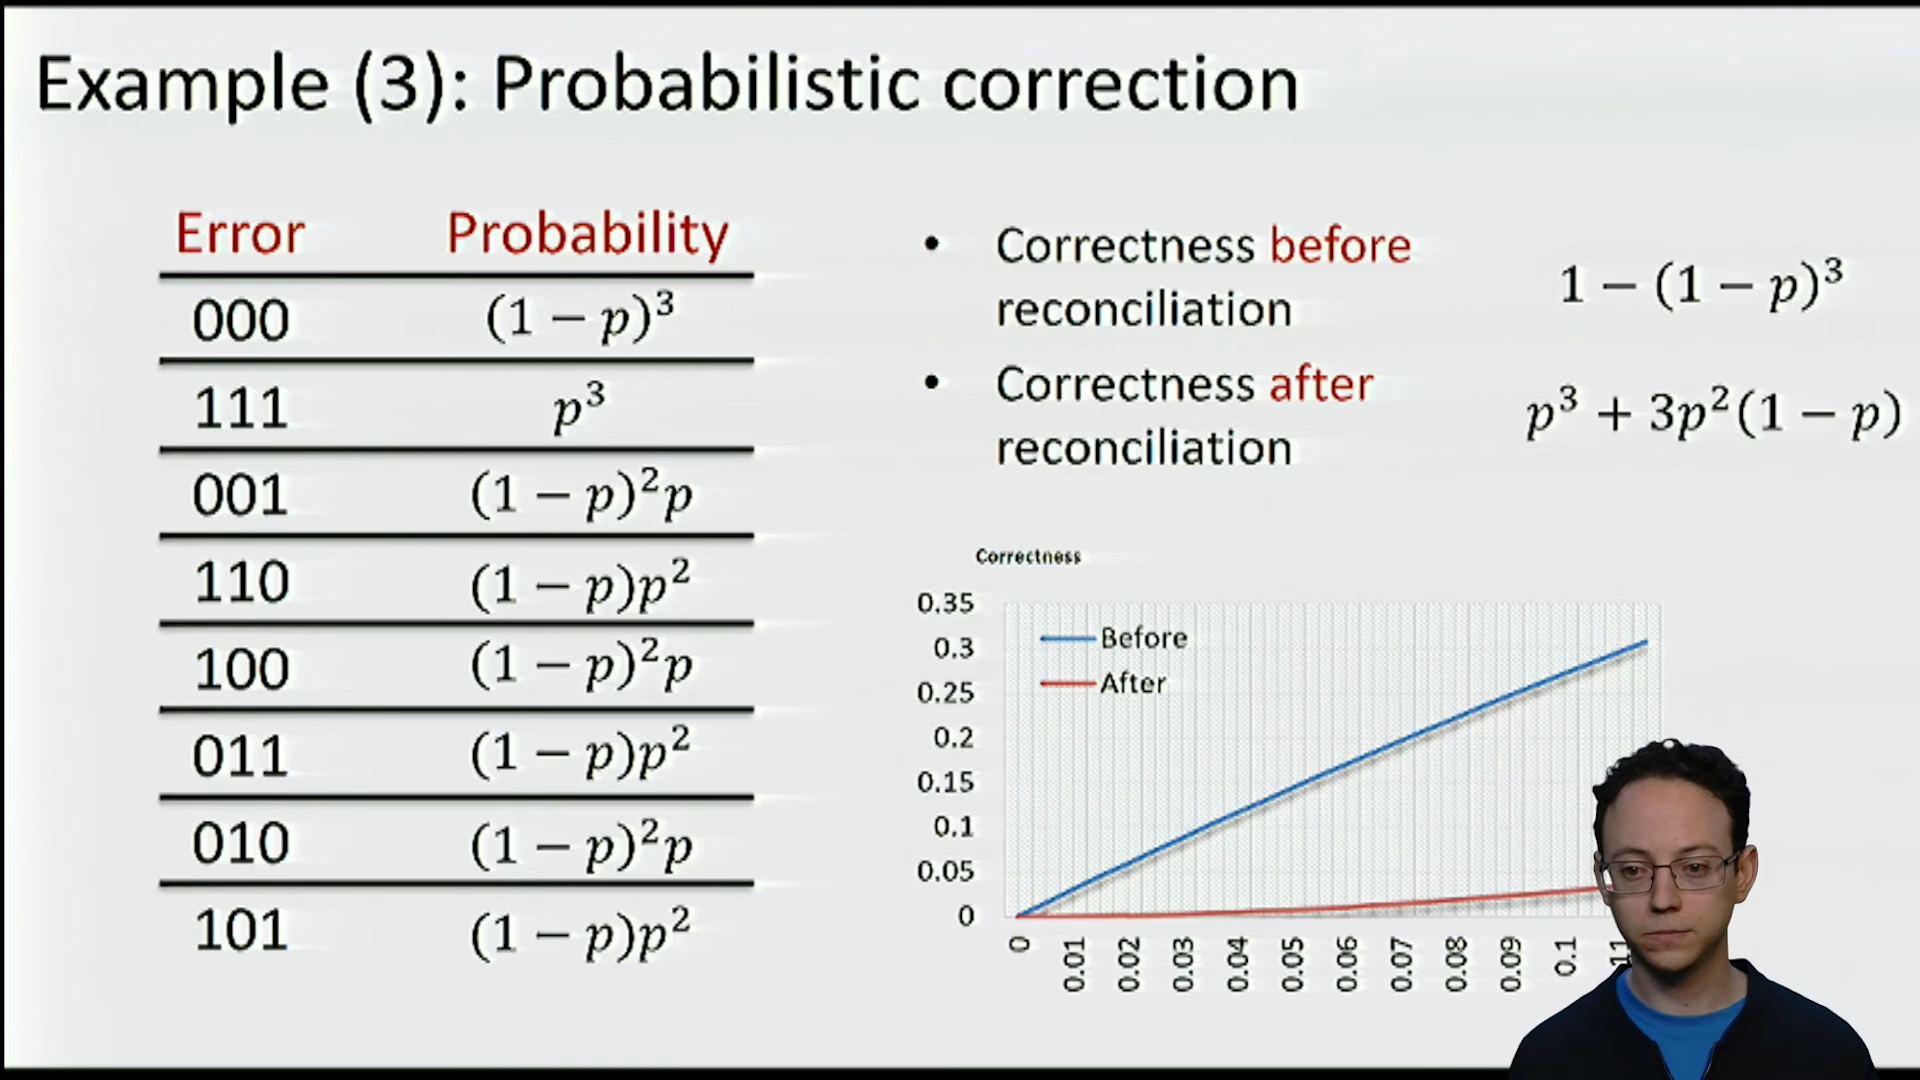 Example (3): Probabilistic correction
Error Probability
000 (1 − p)³
111 p³
001 (1 − p)²p
110 (1 − p)p²
100 (1 − p)²p
011 (1 − p)p²
010 (1 − p)²p
101 (1 − p)p²
• Correctness before
reconciliation
1 − (1 − p)³
• Correctness after
reconciliation
p³ + 3p²(1 − p)
Correctness
0.35
0.3
0.25
0.2
0.15
0.1
0.05
0
Before
After
0 0.01 0.02 0.03 0.04 0.05 0.06 0.07 0.08 0.09 0.1